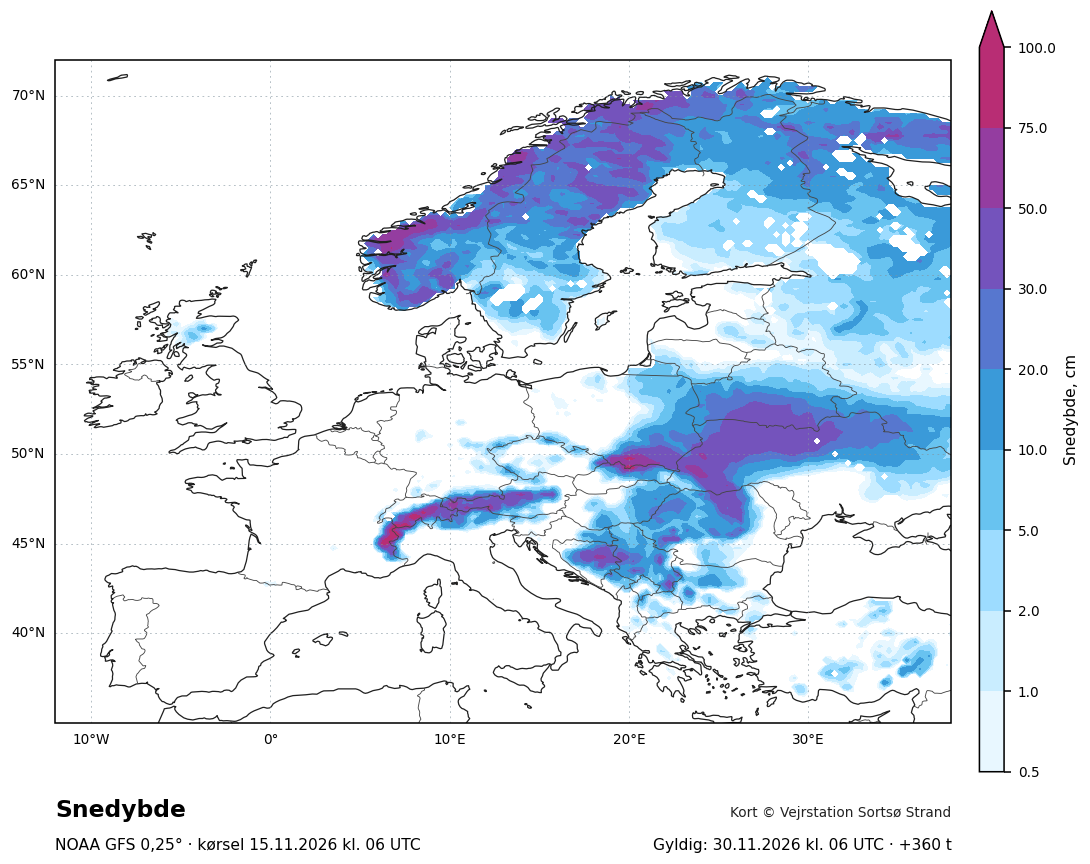 100.0
75.0
50.0
30.0
20.0
10.0
5.0
2.0
1.0
0.5
Snedybde, cm
70°N
65°N
60°N
55°N
50°N
45°N
40°N
10°W 0° 10°E 20°E 30°E
Snedybde
Kort © Vejrstation Sortsø Strand
NOAA GFS 0,25° · kørsel 15.11.2026 kl. 06 UTC
Gyldig: 30.11.2026 kl. 06 UTC · +360 t